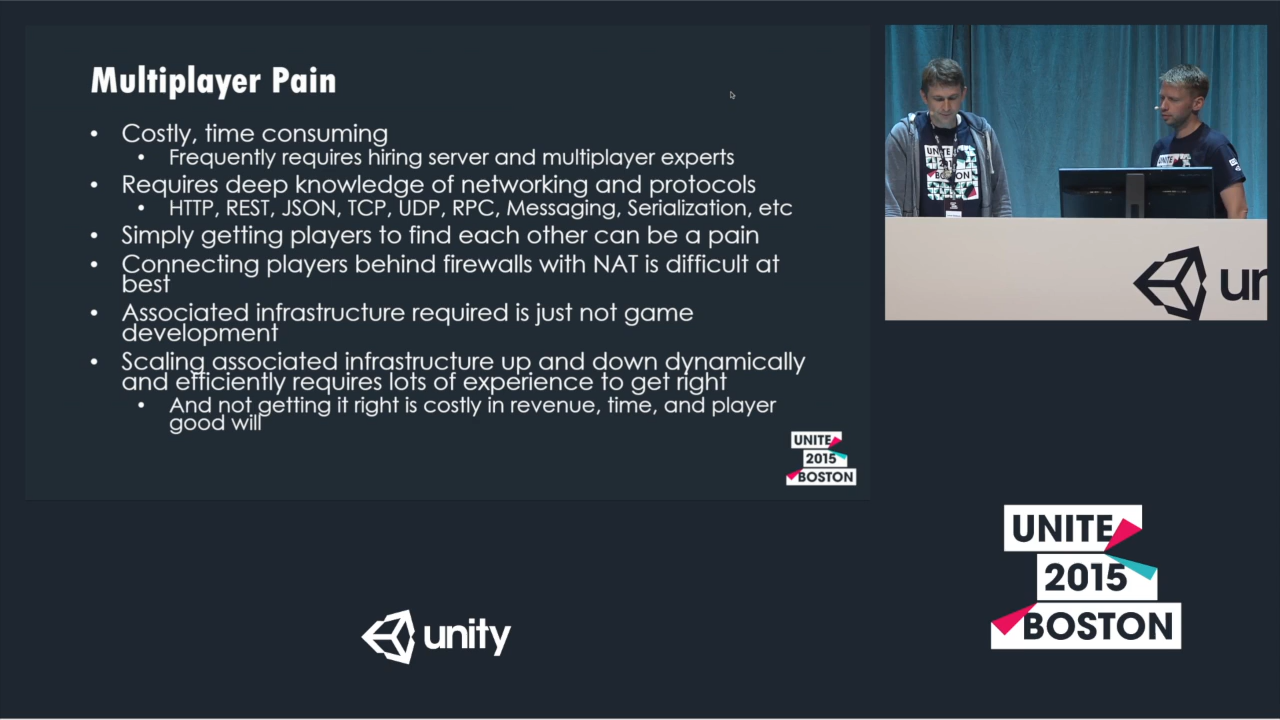 Multiplayer Pain
• Costly, time consuming
• Frequently requires hiring server and multiplayer experts
• Requires deep knowledge of networking and protocols
• HTTP, REST, JSON, TCP, UDP, RPC, Messaging, Serialization, etc
• Simply getting players to find each other can be a pain
• Connecting players behind firewalls with NAT is difficult at
best
• Associated infrastructure required is just not game
development
• Scaling associated infrastructure up and down dynamically
and efficiently requires lots of experience to get right
• And not getting it right is costly in revenue, time, and player
good will
UNITE
2015
BOSTON
UNITE
2015
BOSTON
un
UNITE
2015
BOSTON
unity